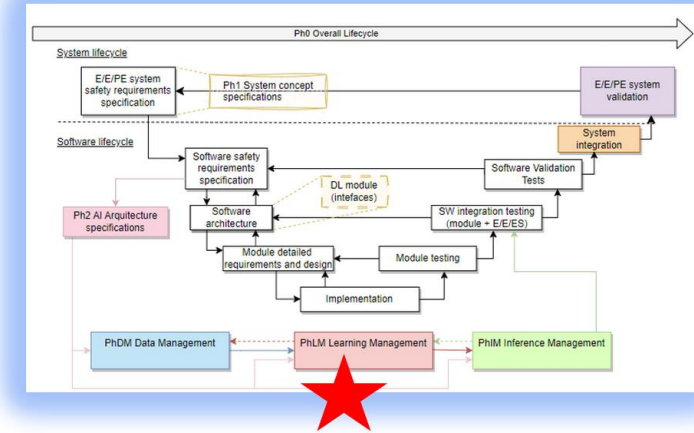 Ph0 Overall Lifecycle
System lifecycle
E/E/PE system
safety requirements
specification
Ph1 System concept
specifications
E/E/PE system
validation
System
integration
Software lifecycle
Software safety
requirements
specification
Software Validation
Tests
DL module
(intefaces)
Ph2 AI Arquitecture
specifications
Software
architecture
SW integration testing
(module + E/E/ES)
Module detailed
requirements and design
Module testing
Implementation
PhDM Data Management
PhLM Learning Management
PhIM Inference Management